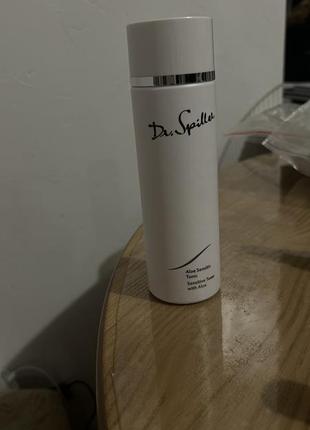 Dr. Spiller
Aloe Sensitiv
Tonic
Sensitive Toner
with Aloe